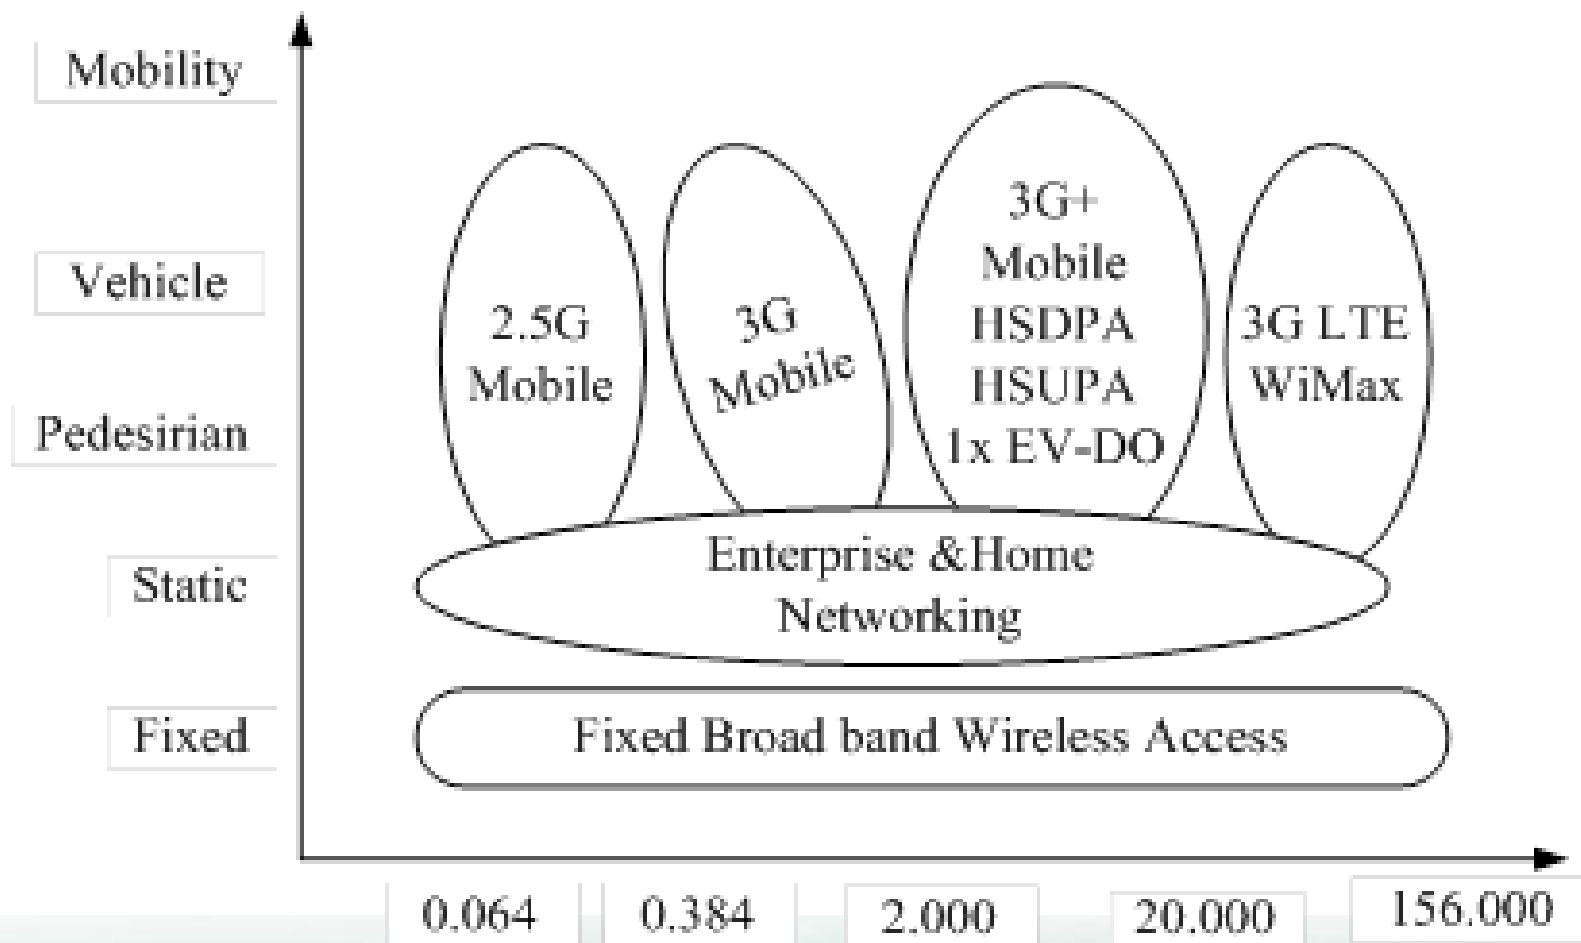 Mobility
Vehicle
Pedesirian
Static
Fixed
2.5G
Mobile
3G
Mobile
3G+
Mobile
HSDPA
HSUPA
1x EV-DO
3G LTE
WiMax
Enterprise &Home
Networking
Fixed Broad band Wireless Access
0.064
0.384
2.000
20.000
156.000